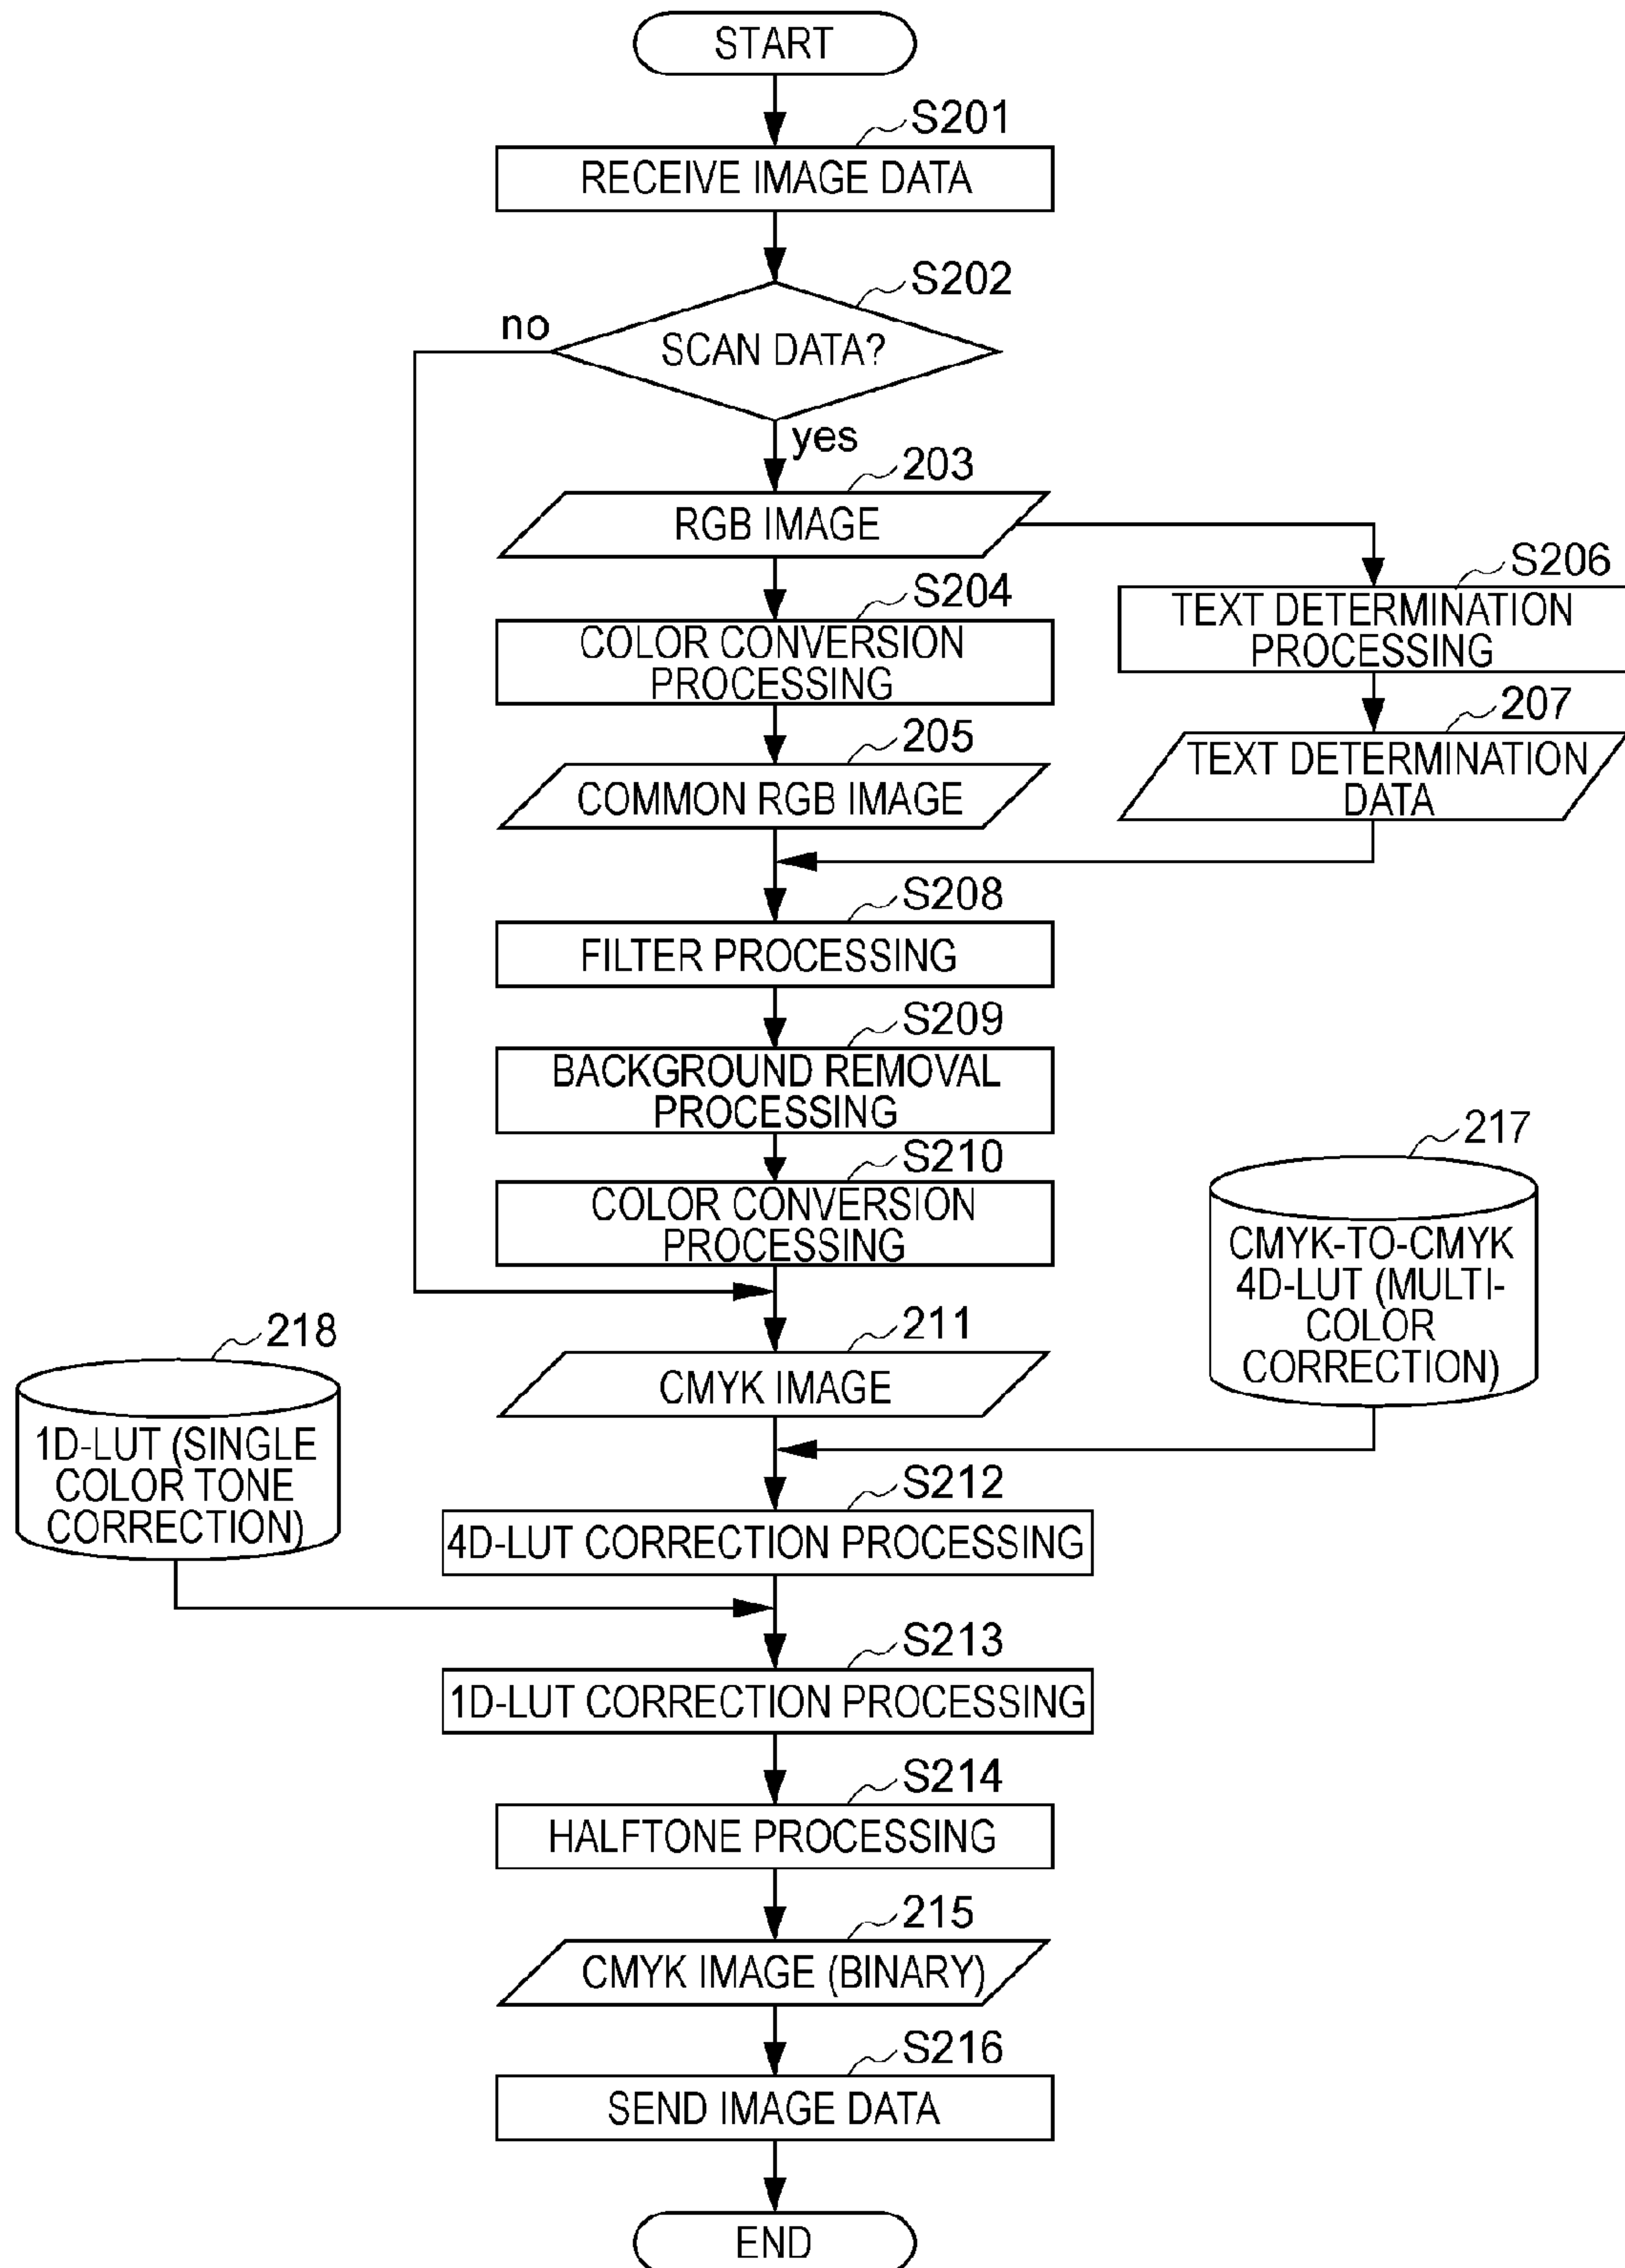 START
S201
RECEIVE IMAGE DATA
S202
no
SCAN DATA?
yes
203
RGB IMAGE
S204
COLOR CONVERSION
PROCESSING
S206
TEXT DETERMINATION
PROCESSING
205
COMMON RGB IMAGE
207
TEXT DETERMINATION
DATA
S208
FILTER PROCESSING
S209
BACKGROUND REMOVAL
PROCESSING
S210
COLOR CONVERSION
PROCESSING
217
CMYK-TO-CMYK
4D-LUT (MULTI-
COLOR
CORRECTION)
211
CMYK IMAGE
218
1D-LUT (SINGLE
COLOR TONE
CORRECTION)
S212
4D-LUT CORRECTION PROCESSING
S213
1D-LUT CORRECTION PROCESSING
S214
HALFTONE PROCESSING
215
CMYK IMAGE (BINARY)
S216
SEND IMAGE DATA
END